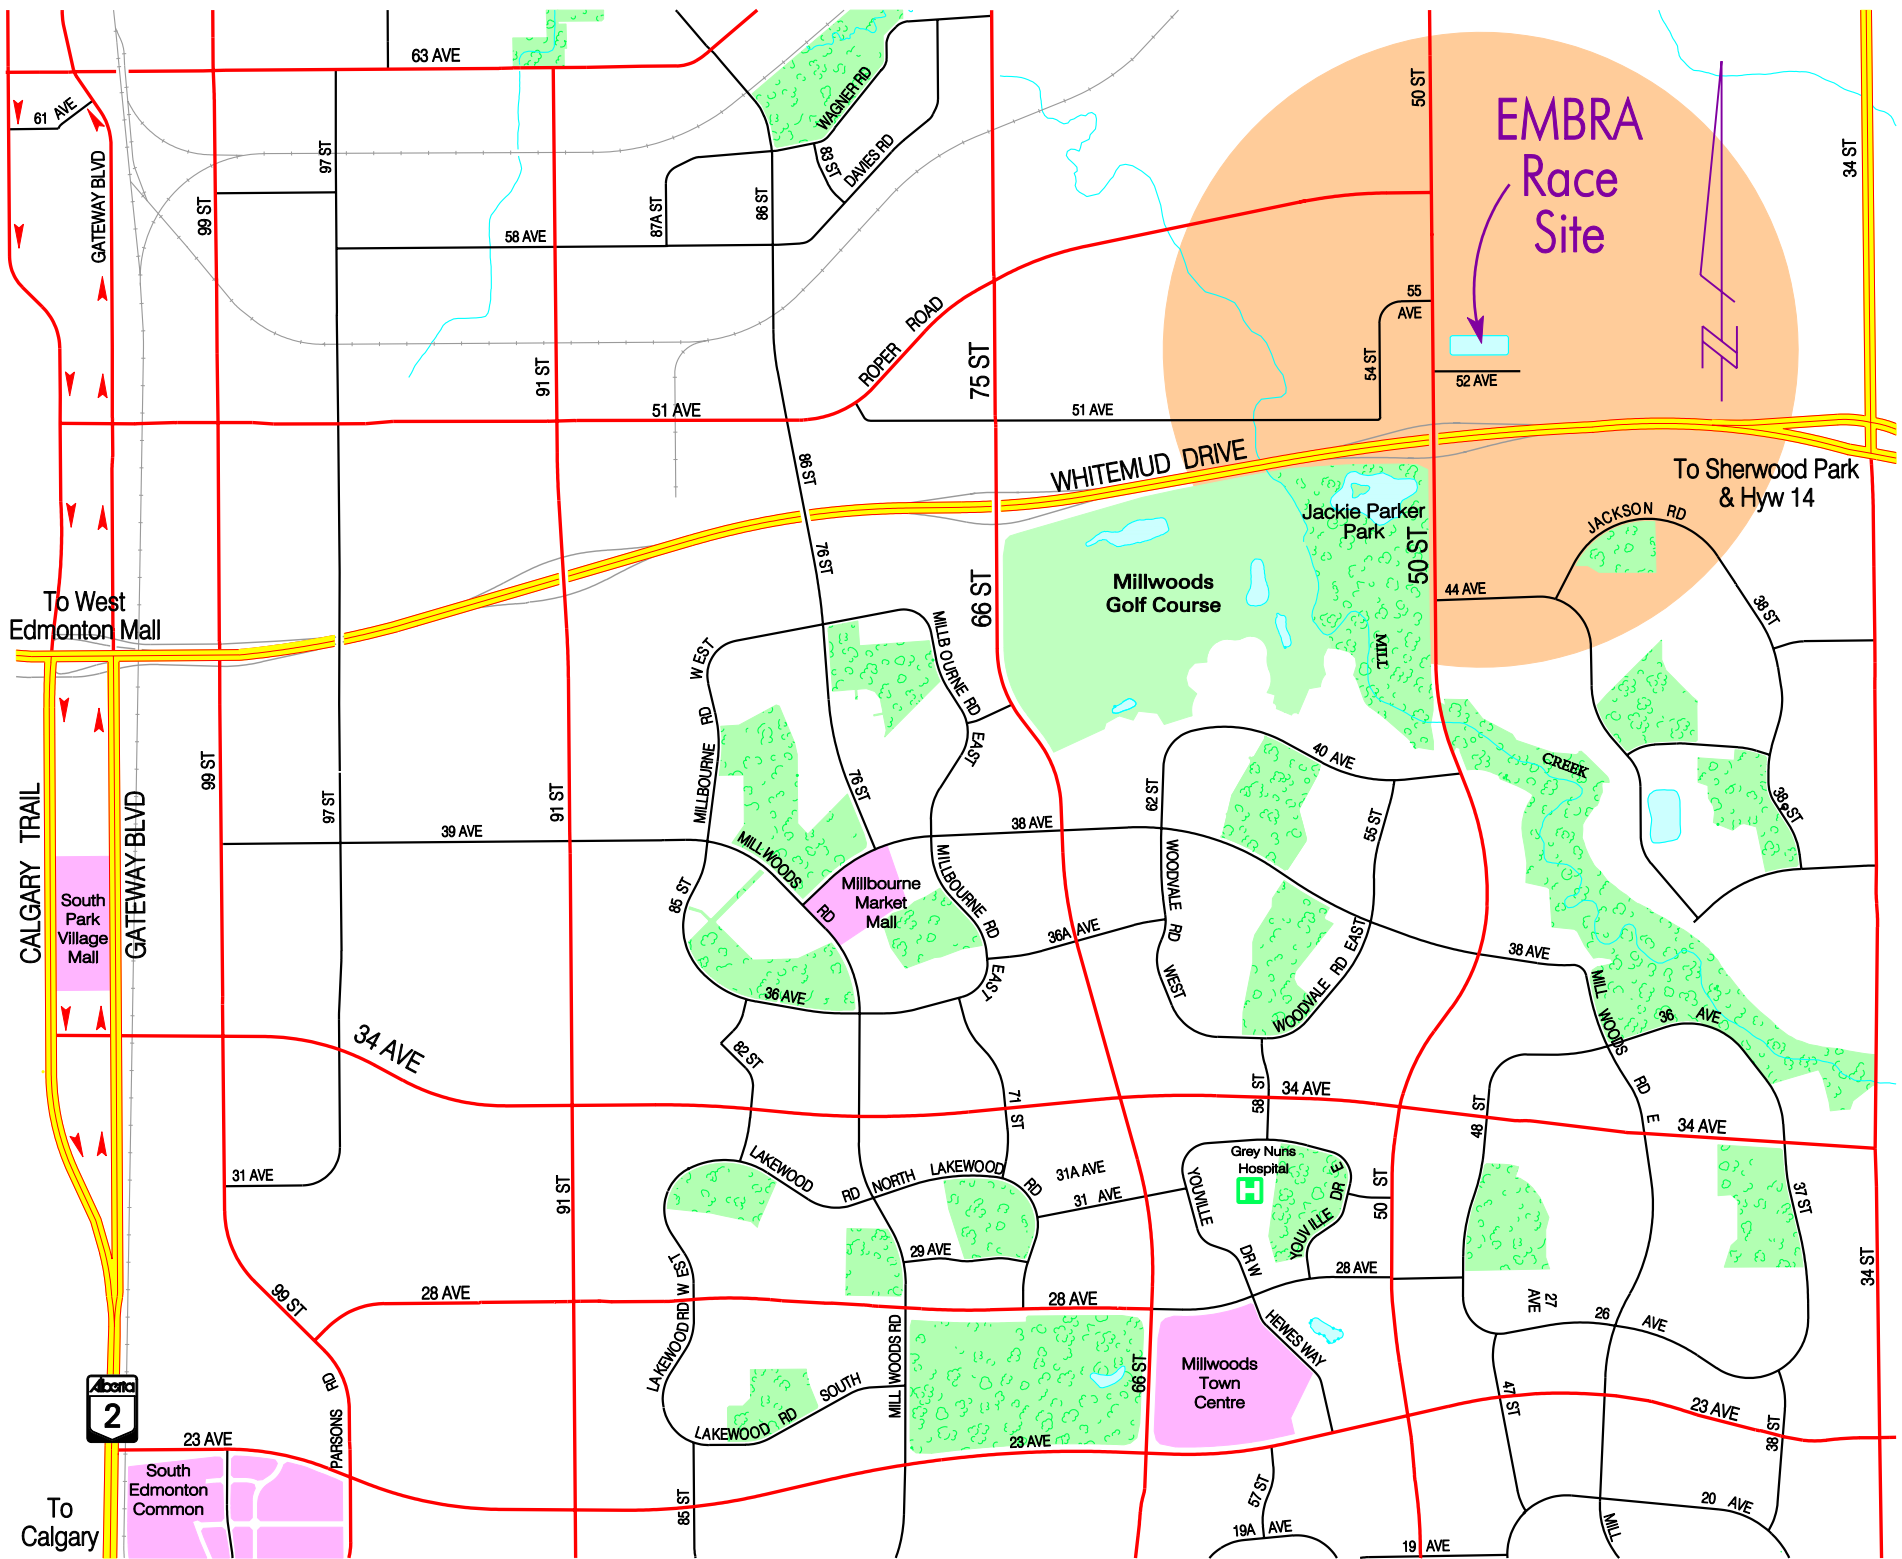 63 AVE
61 AVE
GATEWAY BLVD
97 ST
99 ST
WAGNER RD
83 ST
DAVIES RD
87A ST
86 ST
58 AVE
50 ST
EMBRA
Race
Site
34 ST
ROPER ROAD
55
AVE
54 ST
52 AVE
91 ST
75 ST
51 AVE
51 AVE
86 ST
WHITEMUD DRIVE
To Sherwood Park
& Hyw 14
Jackie Parker
Park
50 ST
JACKSON RD
76 ST
66 ST
Millwoods
Golf Course
44 AVE
38 ST
To West
Edmonton Mall
MILLBOURNE RD WEST
MILLBOURNE RD EAST
MILL
CREEK
40 AVE
99 ST
97 ST
91 ST
76 ST
62 ST
55 ST
38 ST
CALGARY TRAIL
GATEWAY BLVD
39 AVE
38 AVE
MILLWOODS RD
South
Park
Village
Mall
85 ST
Millbourne
Market
Mall
MILLBOURNE RD EAST
36A AVE
WOODVALE RD WEST
WOODVALE RD EAST
38 AVE
36 AVE
MILL WOODS RD E
36 AVE
34 AVE
82 ST
71 ST
58 ST
34 AVE
48 ST
34 AVE
31 AVE
91 ST
LAKEWOOD RD NORTH
LAKEWOOD RD
31A AVE
31 AVE
Grey Nuns
Hospital
H
YOUVILLE DR W
YOUVILLE DR E
50 ST
37 ST
34 ST
29 AVE
28 AVE
LAKEWOOD RD WEST
99 ST
28 AVE
28 AVE
27
AVE
26 AVE
HEWES WAY
MILL WOODS RD
66 ST
Millwoods
Town
Centre
Alberta
2
PARSONS RD
LAKEWOOD RD SOUTH
47 ST
23 AVE
38 ST
23 AVE
23 AVE
South
Edmonton
Common
To
Calgary
85 ST
57 ST
19A AVE
19 AVE
20 AVE
MILL